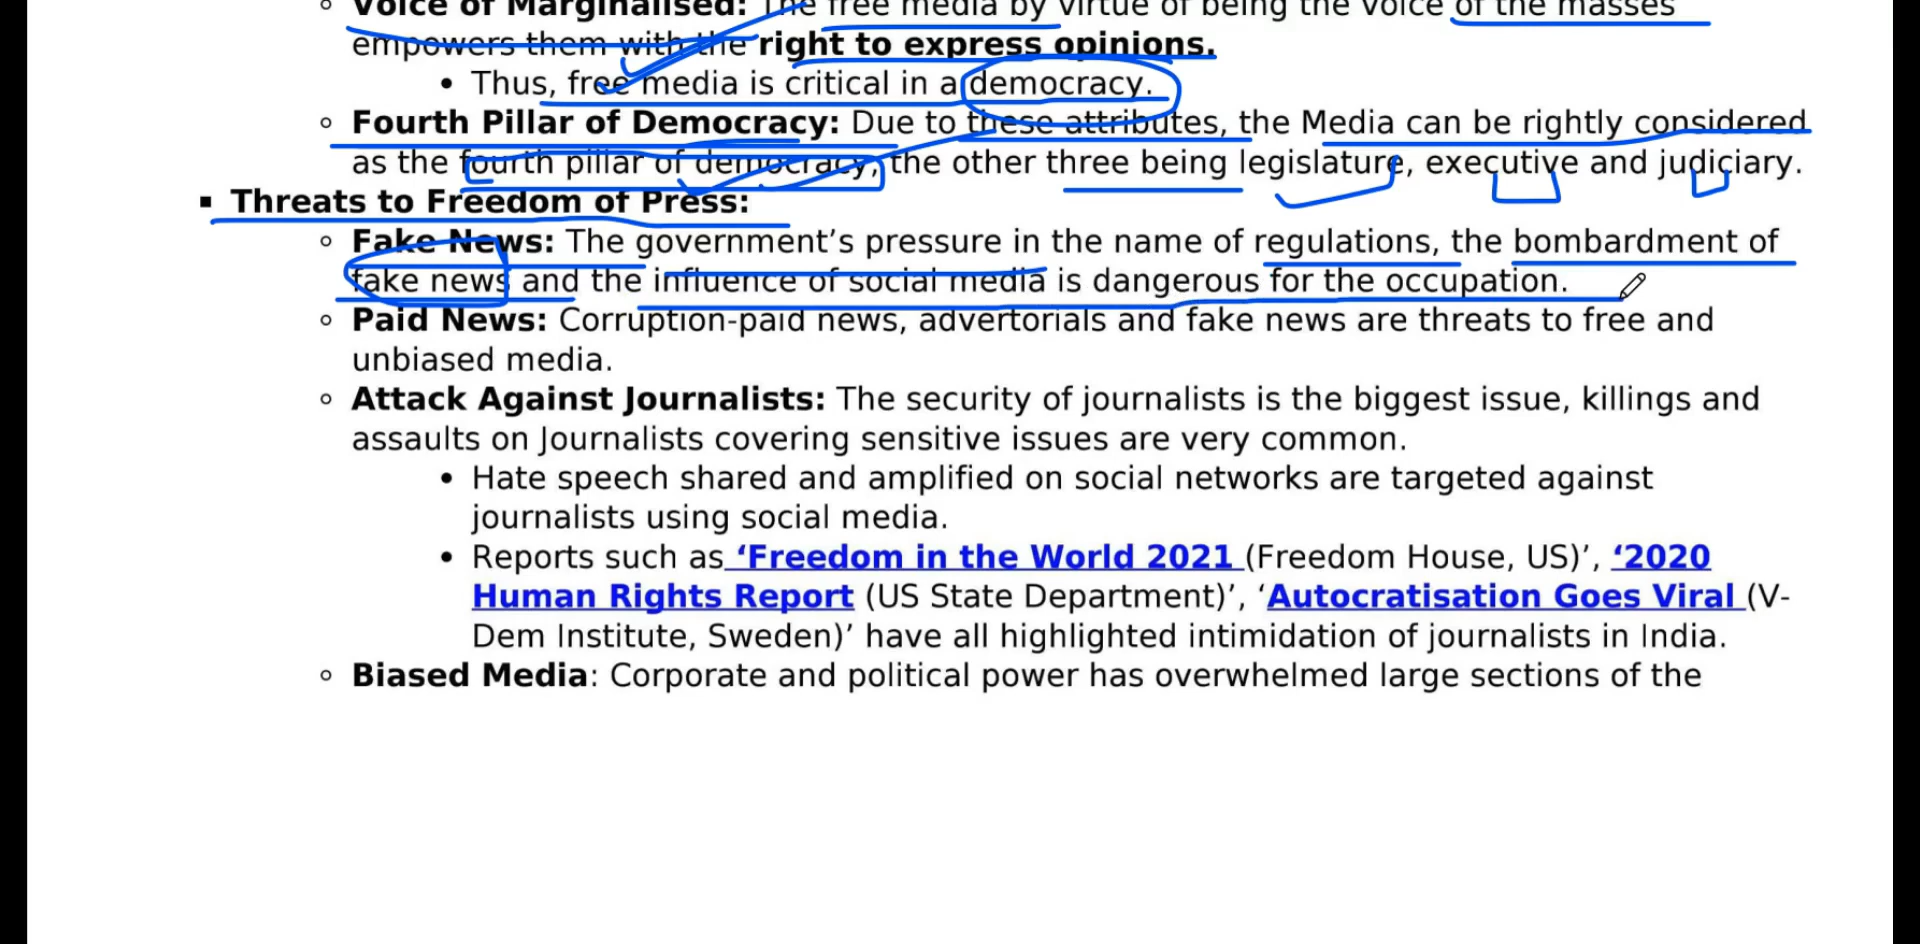 Voice of Marginalised: The free media by virtue of being the voice of the masses
empowers them with the right to express opinions.
• Thus, free media is critical in a democracy.
Fourth Pillar of Democracy: Due to these attributes, the Media can be rightly considered
as the fourth pillar of democracy, the other three being legislature, executive and judiciary.
▪ Threats to Freedom of Press:
Fake News: The government’s pressure in the name of regulations, the bombardment of
fake news and the influence of social media is dangerous for the occupation.
Paid News: Corruption-paid news, advertorials and fake news are threats to free and
unbiased media.
Attack Against Journalists: The security of journalists is the biggest issue, killings and
assaults on Journalists covering sensitive issues are very common.
• Hate speech shared and amplified on social networks are targeted against
journalists using social media.
• Reports such as ‘Freedom in the World 2021 (Freedom House, US)’, ‘2020
Human Rights Report (US State Department)’, ‘Autocratisation Goes Viral (V-
Dem Institute, Sweden)’ have all highlighted intimidation of journalists in India.
Biased Media: Corporate and political power has overwhelmed large sections of the